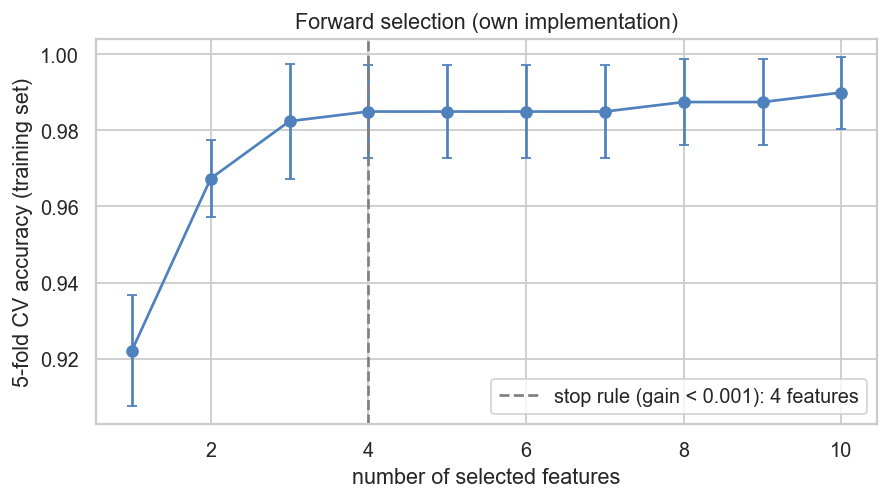 Forward selection (own implementation)
5-fold CV accuracy (training set)
1.00
0.98
0.96
0.94
0.92
stop rule (gain < 0.001): 4 features
2 4 6 8 10
number of selected features